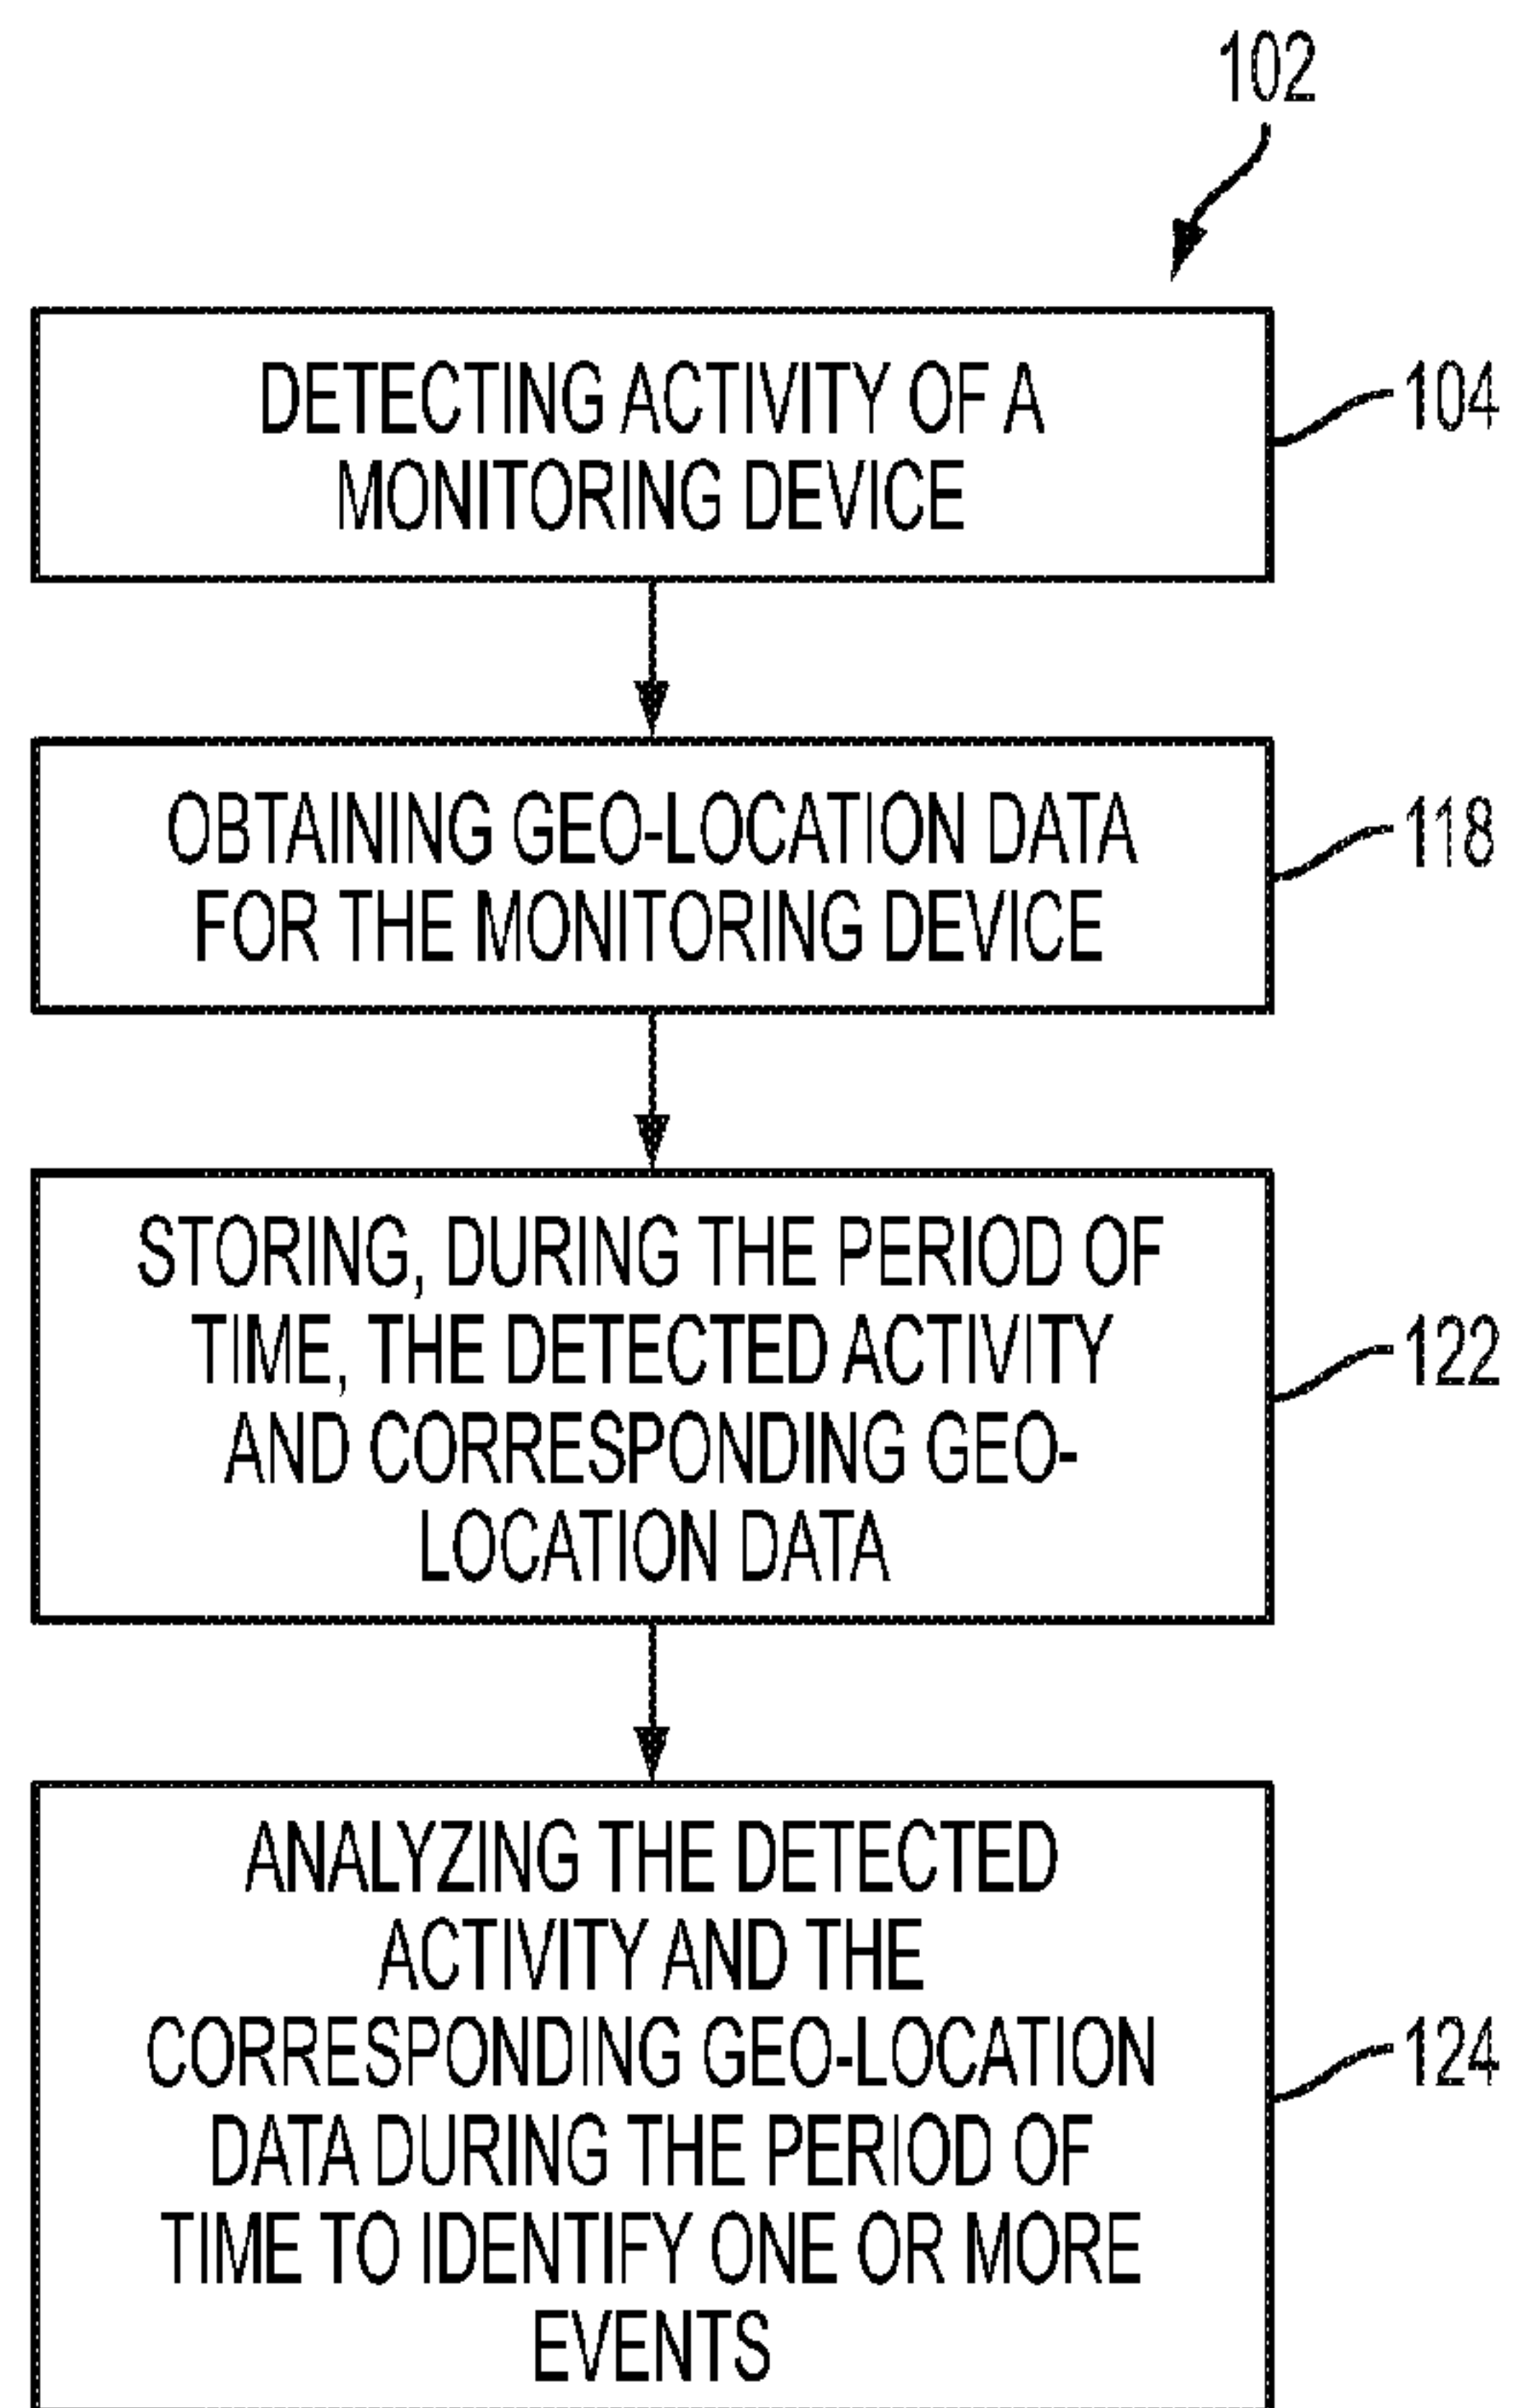 102
DETECTING ACTIVITY OF A
MONITORING DEVICE
104
OBTAINING GEO-LOCATION DATA
FOR THE MONITORING DEVICE
118
STORING, DURING THE PERIOD OF
TIME, THE DETECTED ACTIVITY
AND CORRESPONDING GEO-
LOCATION DATA
122
ANALYZING THE DETECTED
ACTIVITY AND THE
CORRESPONDING GEO-LOCATION
DATA DURING THE PERIOD OF
TIME TO IDENTIFY ONE OR MORE
EVENTS
124